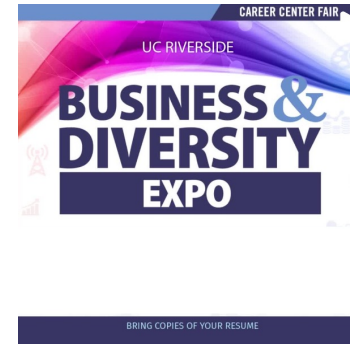 CAREER CENTER FAIR
UC RIVERSIDE
BUSINESS &
DIVERSITY
EXPO
BRING COPIES OF YOUR RESUME